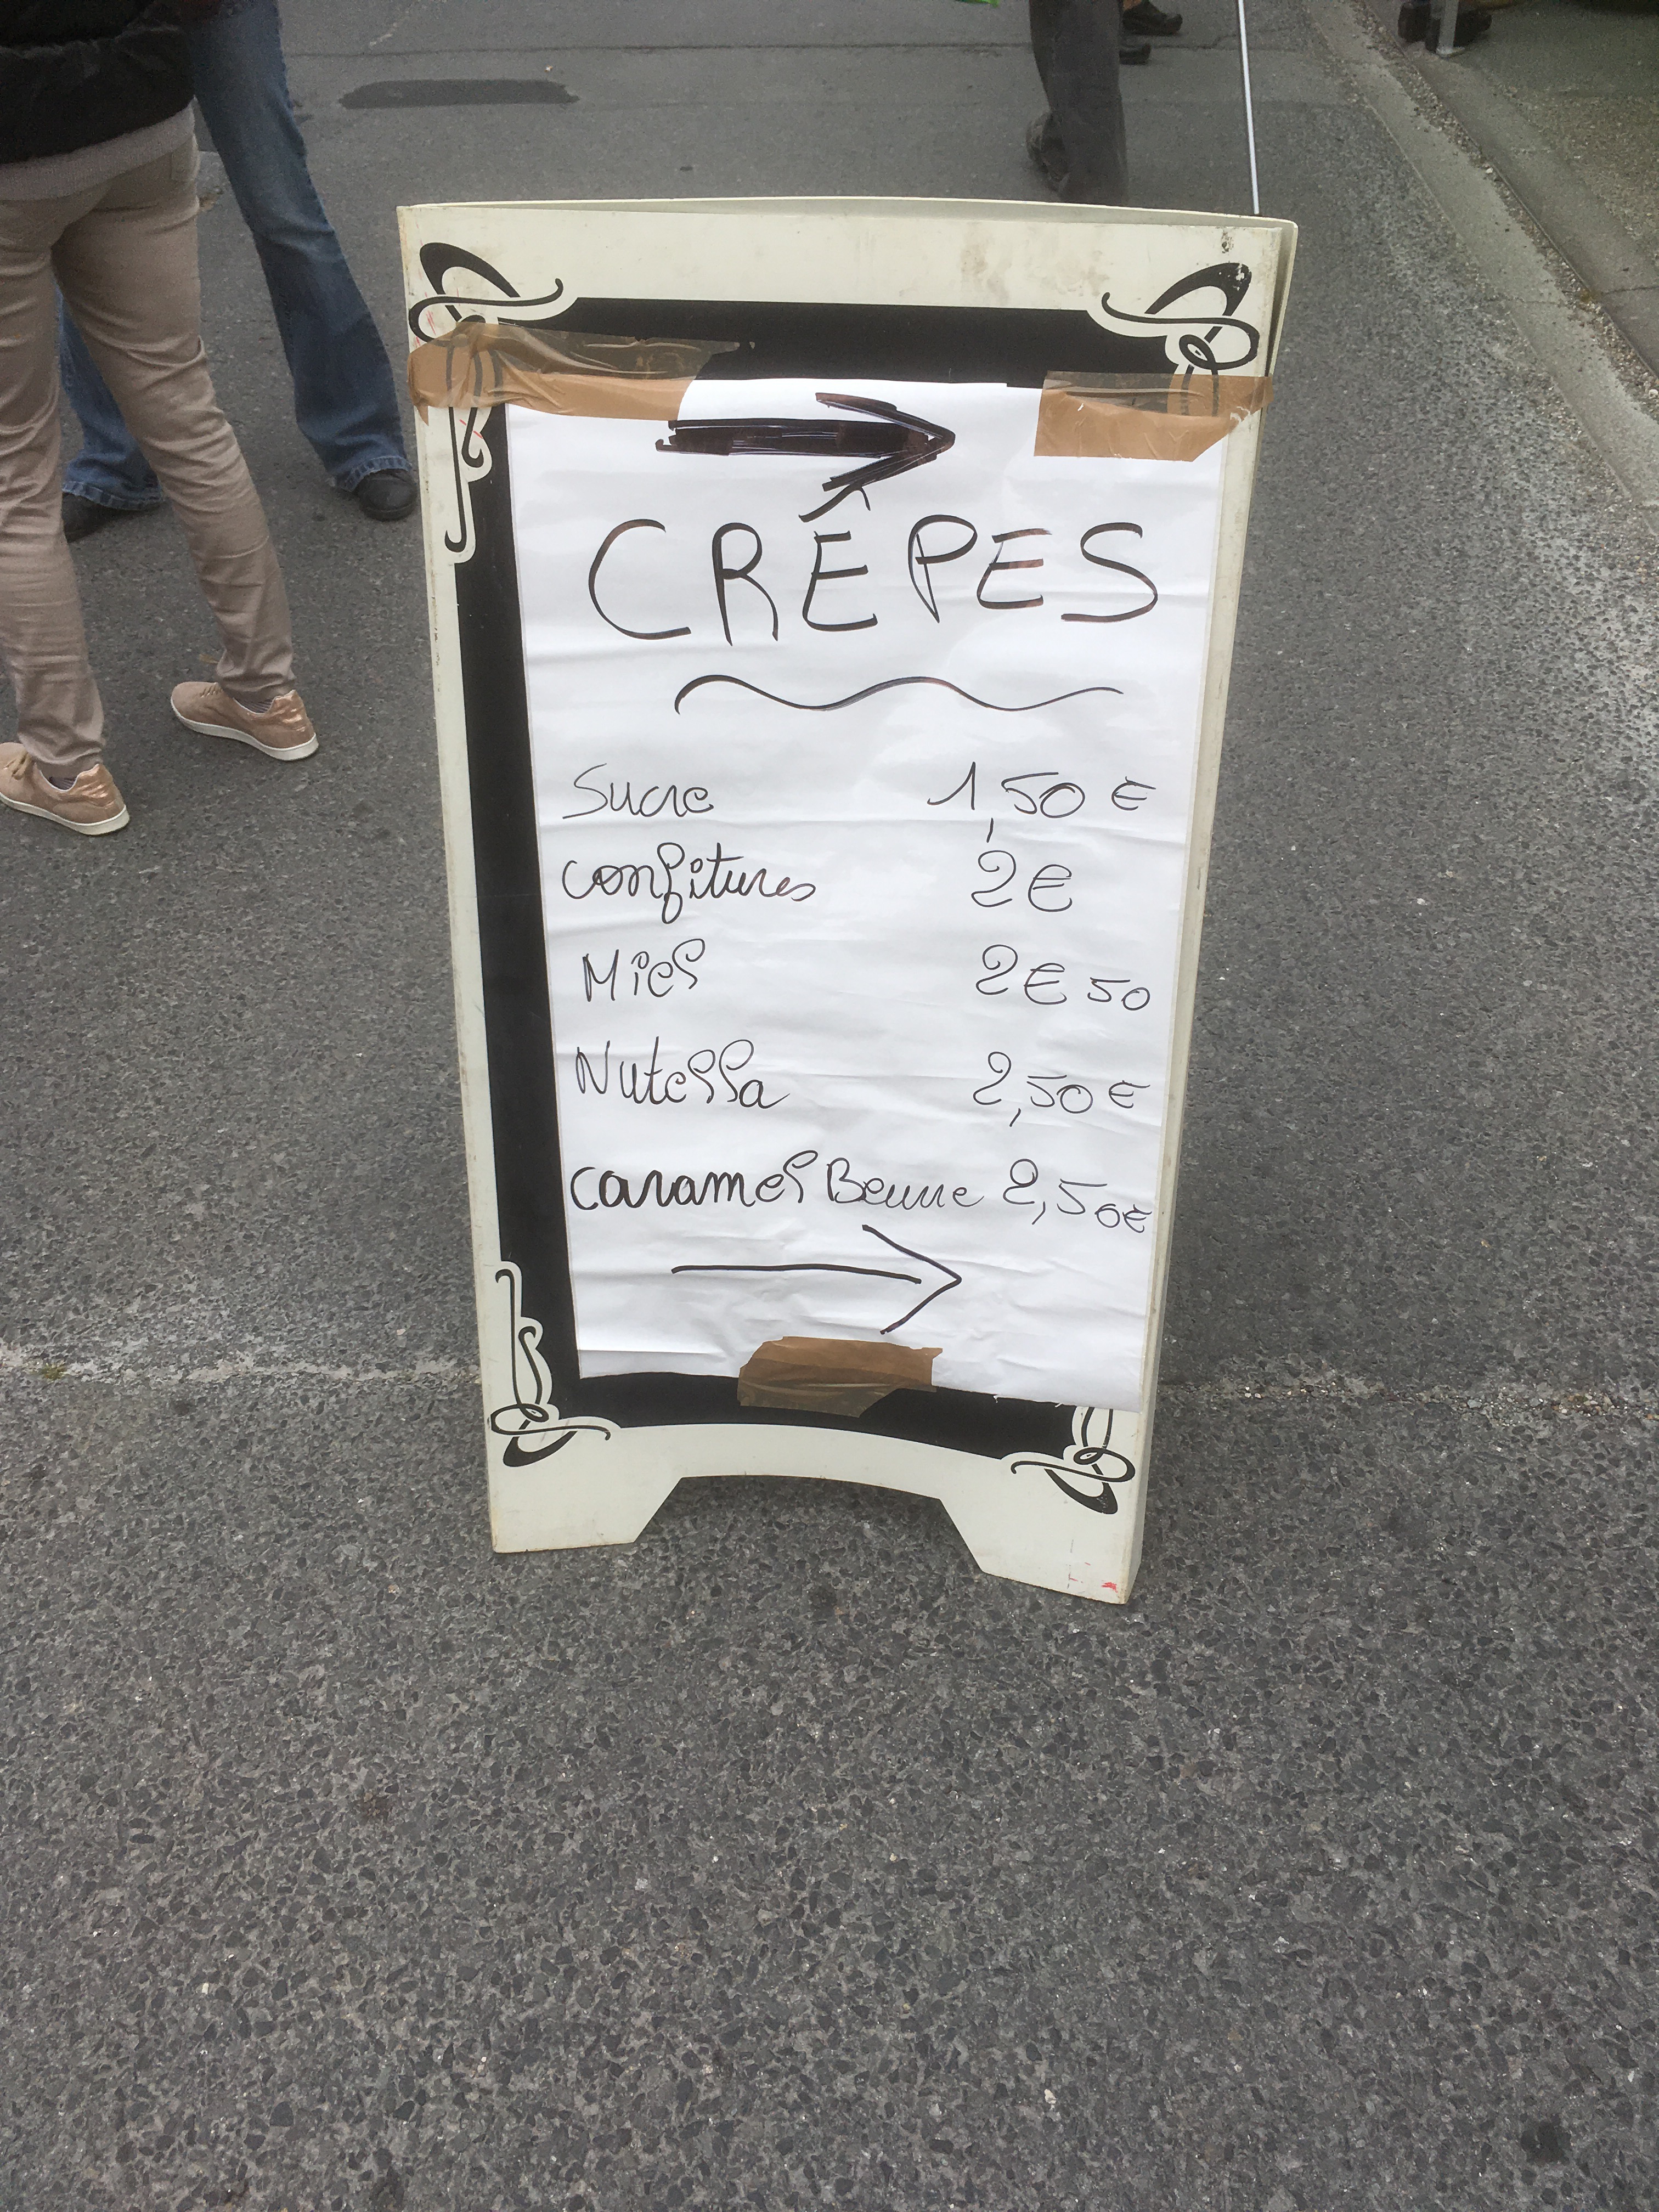 CRÊPES
Sucre 1,50 €
confitures 2€
Miel 2€50
Nutella 2,50€
caramel Beurre 2,50€